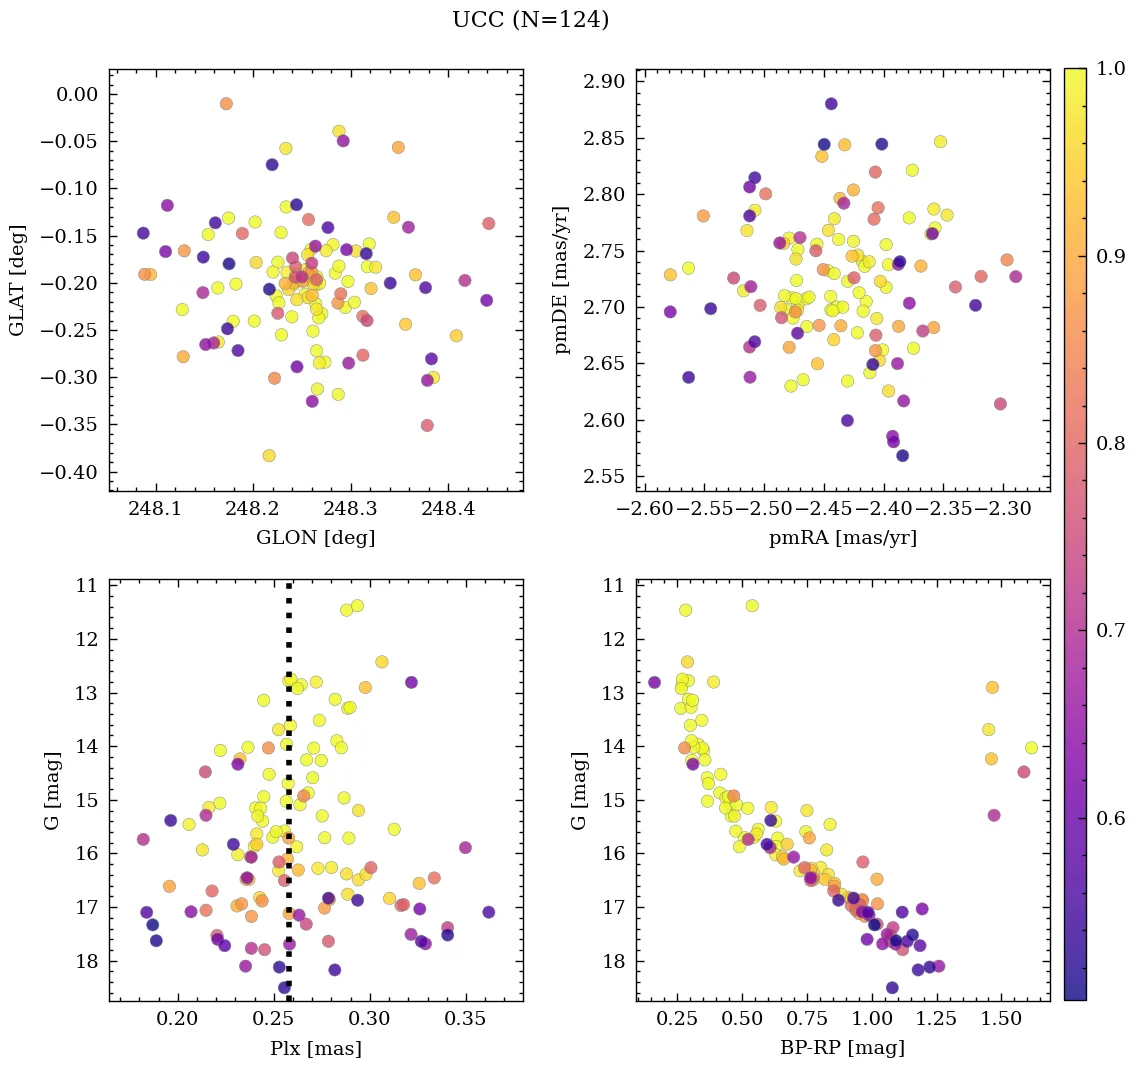 UCC (N=124)
0.00
−0.05
−0.10
−0.15
−0.20
−0.25
−0.30
−0.35
−0.40
GLAT [deg]
248.1 248.2 248.3 248.4
GLON [deg]
2.90
2.85
2.80
2.75
2.70
2.65
2.60
2.55
pmDE [mas/yr]
−2.60 −2.55 −2.50 −2.45 −2.40 −2.35 −2.30
pmRA [mas/yr]
1.0
0.9
0.8
0.7
0.6
11
12
13
14
15
16
17
18
G [mag]
0.20 0.25 0.30 0.35
Plx [mas]
11
12
13
14
15
16
17
18
G [mag]
0.25 0.50 0.75 1.00 1.25 1.50
BP-RP [mag]